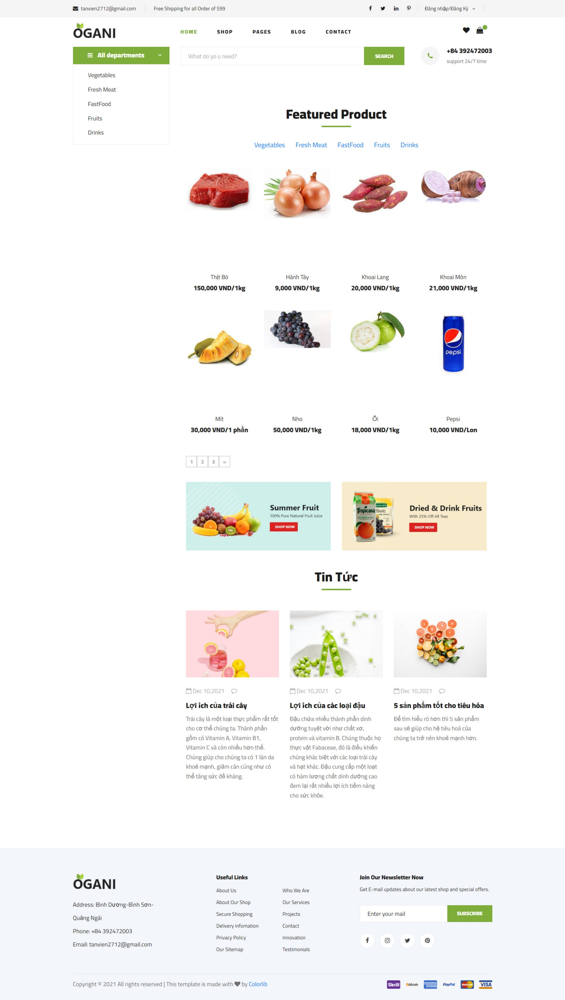 tanvien2712@gmail.com
Free Shipping for all Order of $99
Đăng nhập/Đăng Ký
OGANI
HOME
SHOP
PAGES
BLOG
CONTACT
All departments
What do yo u need?
SEARCH
+84 392472003
support 24/7 time
Vegetables
Fresh Meat
FastFood
Fruits
Drinks
Featured Product
Vegetables Fresh Meat FastFood Fruits Drinks
pepsi
Thịt Bò
150,000 VND/1kg
Hành Tây
9,000 VND/1kg
Khoai Lang
20,000 VND/1kg
Khoai Môn
21,000 VND/1kg
Mít
30,000 VND/1 phần
Nho
50,000 VND/1kg
Ổi
18,000 VND/1kg
Pepsi
10,000 VND/Lon
1 2 3 »
Summer Fruit
100% Pure Natural Fruit Juice
SHOP NOW
Tropicana
Śliwki
Dried & Drink Fruits
With 25% Off All Teas
SHOP NOW
Tin Tức
Dec 10,2021
Lợi ích của trái cây
Trái cây là một loại thực phẩm rất tốt
cho cơ thể chúng ta. Thành phần
gồm có Vitamin A, Vitamin B1,
Vitamin C và còn nhiều hơn thế.
Chúng giúp cho chúng ta có 1 làn da
khoẻ mạnh, giảm cân cũng như có
thể tăng sức đề kháng.
Dec 10,2021
Lợi ích của các loại đậu
Đậu chứa nhiều thành phần dinh
dưỡng tuyệt vời như chất xơ,
protein và vitamin B. Chúng thuộc họ
thực vật Fabaceae, đó là điều khiến
chúng khác biệt với các loại trái cây
và hạt khác. Đậu cung cấp một loạt
có hàm lượng chất dinh dưỡng cao
đem lại rất nhiều lợi ích tiềm năng
cho sức khỏe.
Dec 10,2021
5 sản phẩm tốt cho tiêu hóa
Để tìm hiểu rõ hơn thì 5 sản phẩm
sau sẽ giúp cho hệ tiêu hoá của
chúng ta trở nên khoẻ mạnh hơn.
OGANI
Address: Bình Dương-Bình Sơn-
Quảng Ngãi
Phone: +84 392472003
Email: tanvien2712@gmail.com
Useful Links
About Us
About Our Shop
Secure Shopping
Delivery infomation
Privacy Policy
Our Sitemap
Who We Are
Our Services
Projects
Contact
Innovation
Testimonials
Join Our Newsletter Now
Get E-mail updates about our latest shop and special offers.
Enter your mail
SUBSCRIBE
Copyright © 2021 All rights reserved | This template is made with by Colorlib
Skrill
bitcoin
AMERICAN EXPRESS
PayPal
MasterCard
VISA